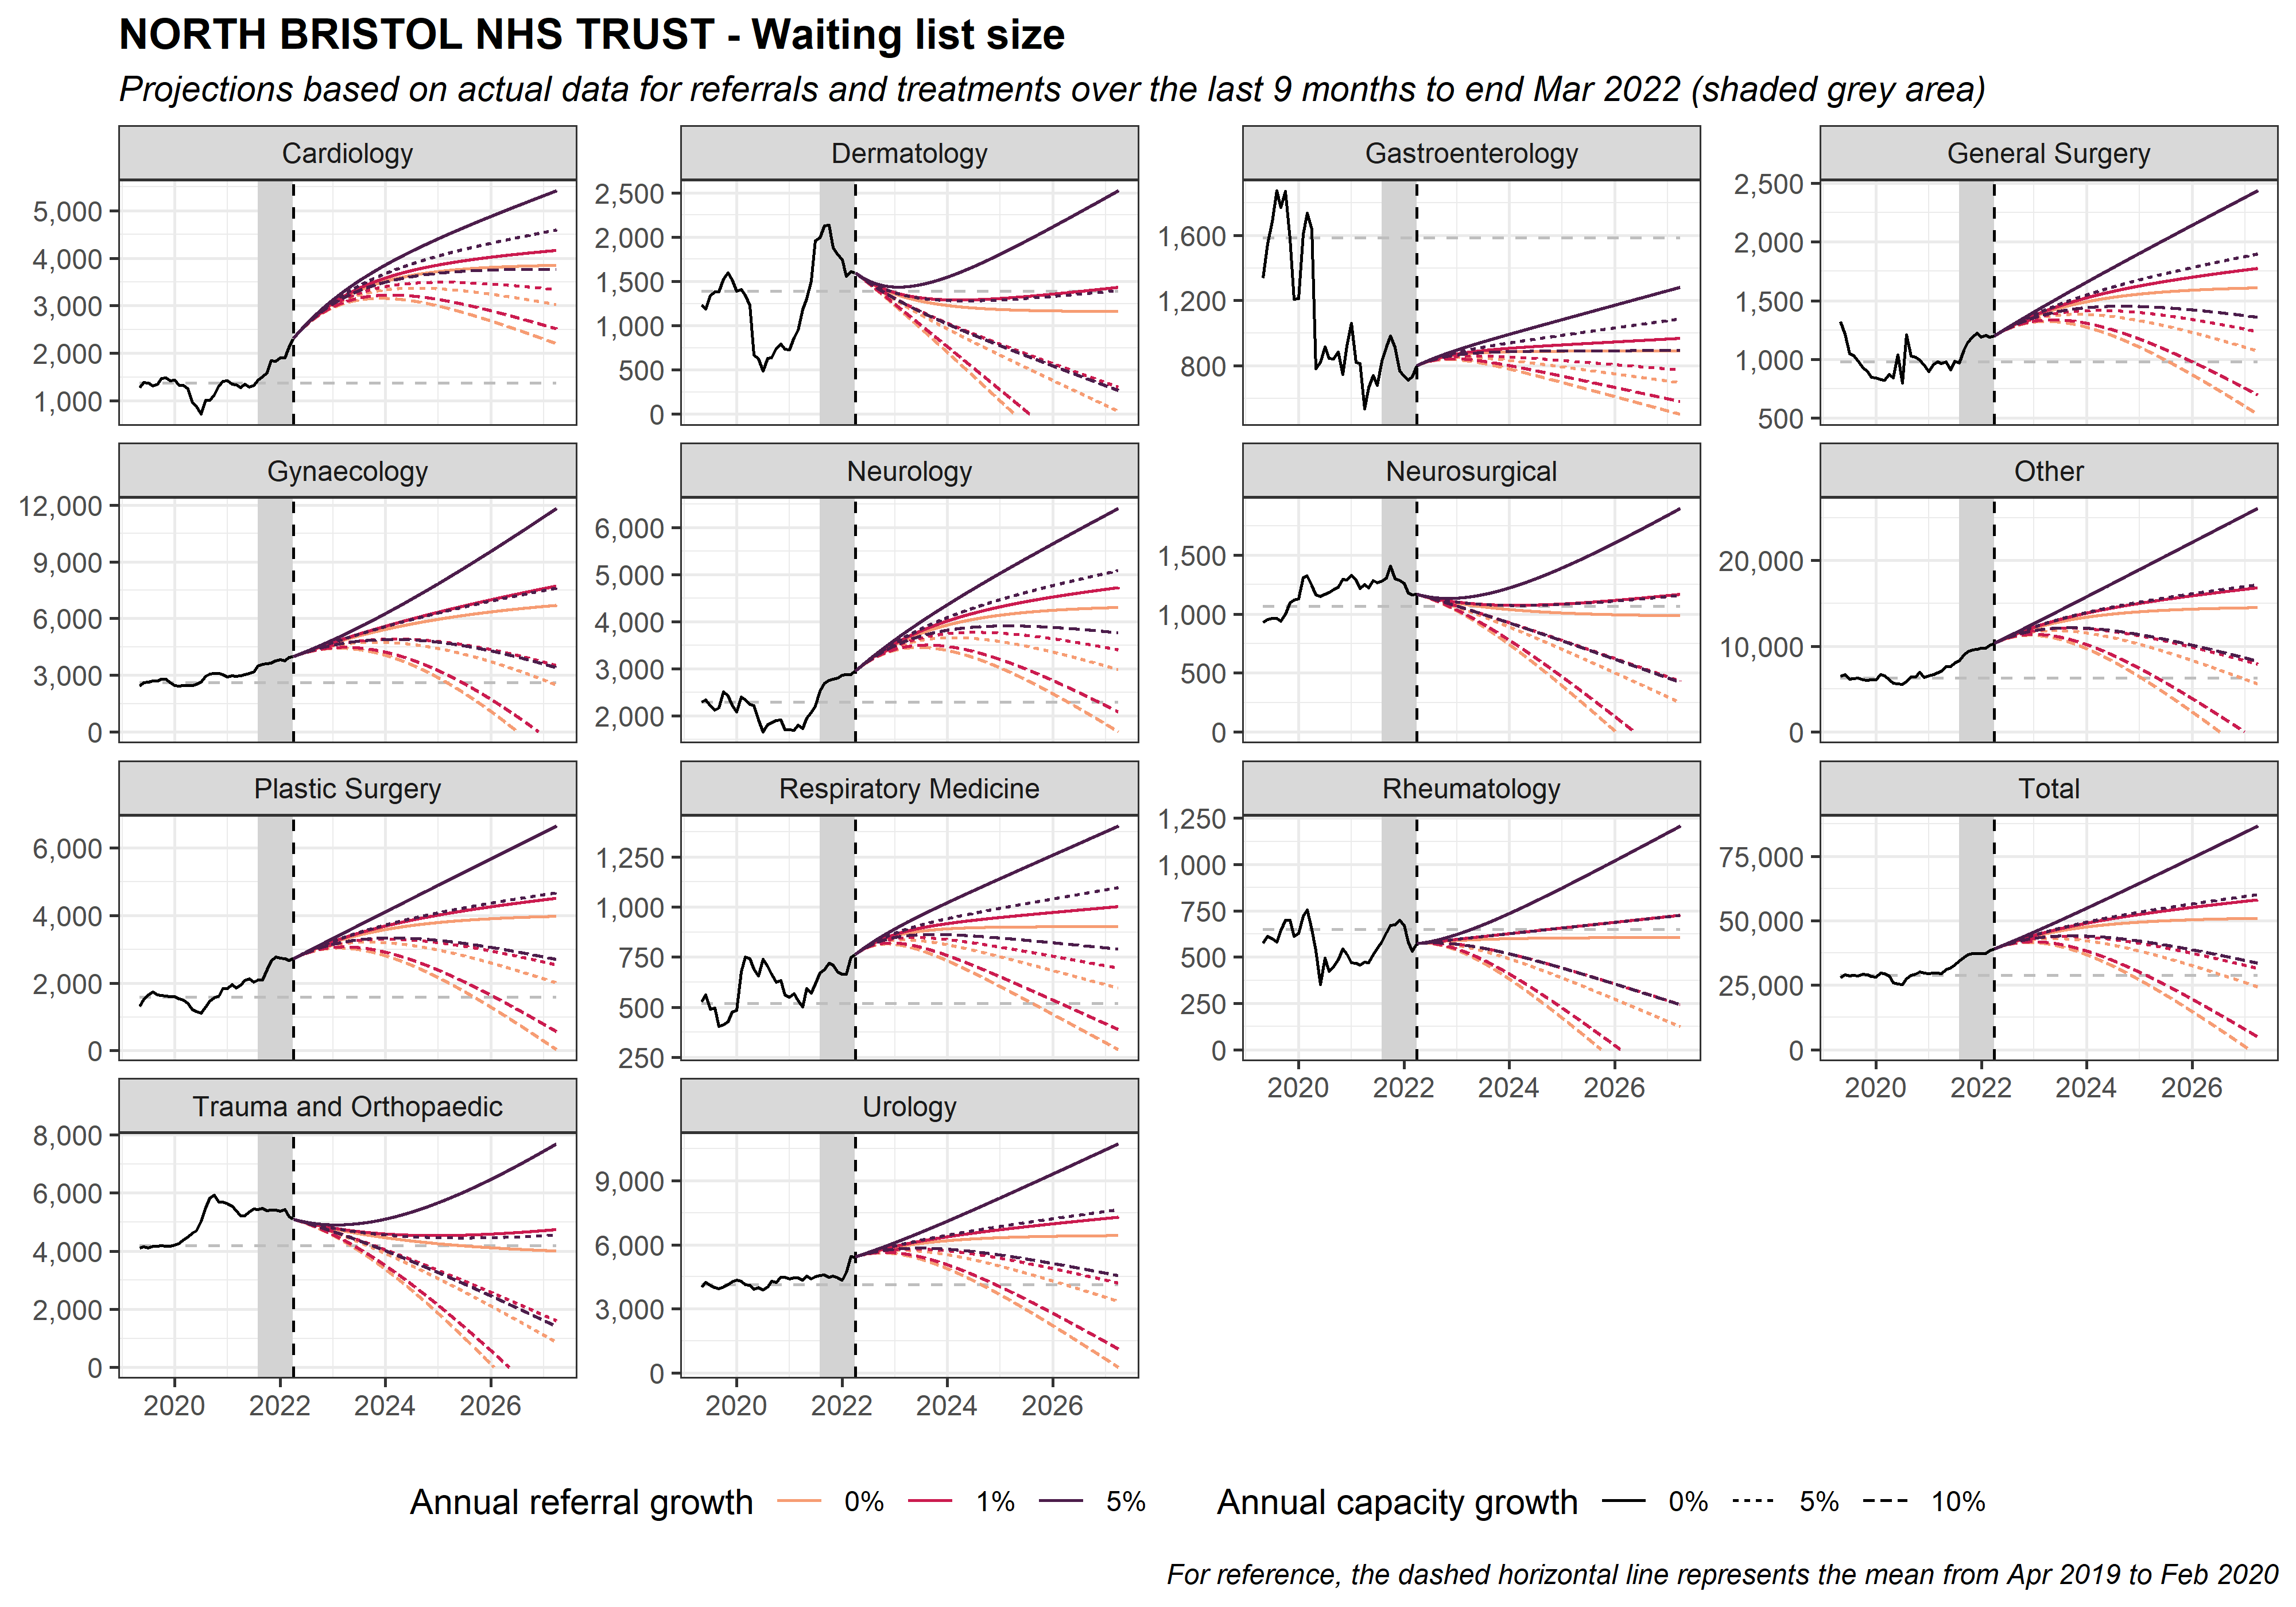 NORTH BRISTOL NHS TRUST - Waiting list size
Projections based on actual data for referrals and treatments over the last 9 months to end Mar 2022 (shaded grey area)
Cardiology
5,000
4,000
3,000
2,000
1,000
Dermatology
2,500
2,000
1,500
1,000
500
0
Gastroenterology
1,600
1,200
800
General Surgery
2,500
2,000
1,500
1,000
500
Gynaecology
12,000
9,000
6,000
3,000
0
Neurology
6,000
5,000
4,000
3,000
2,000
Neurosurgical
1,500
1,000
500
0
Other
20,000
10,000
0
Plastic Surgery
6,000
4,000
2,000
0
Respiratory Medicine
1,250
1,000
750
500
250
Rheumatology
1,250
1,000
750
500
250
0
2020 2022 2024 2026
Total
75,000
50,000
25,000
0
2020 2022 2024 2026
Trauma and Orthopaedic
8,000
6,000
4,000
2,000
0
2020 2022 2024 2026
Urology
9,000
6,000
3,000
0
2020 2022 2024 2026
Annual referral growth 0% 1% 5%
Annual capacity growth 0% 5% 10%
For reference, the dashed horizontal line represents the mean from Apr 2019 to Feb 2020